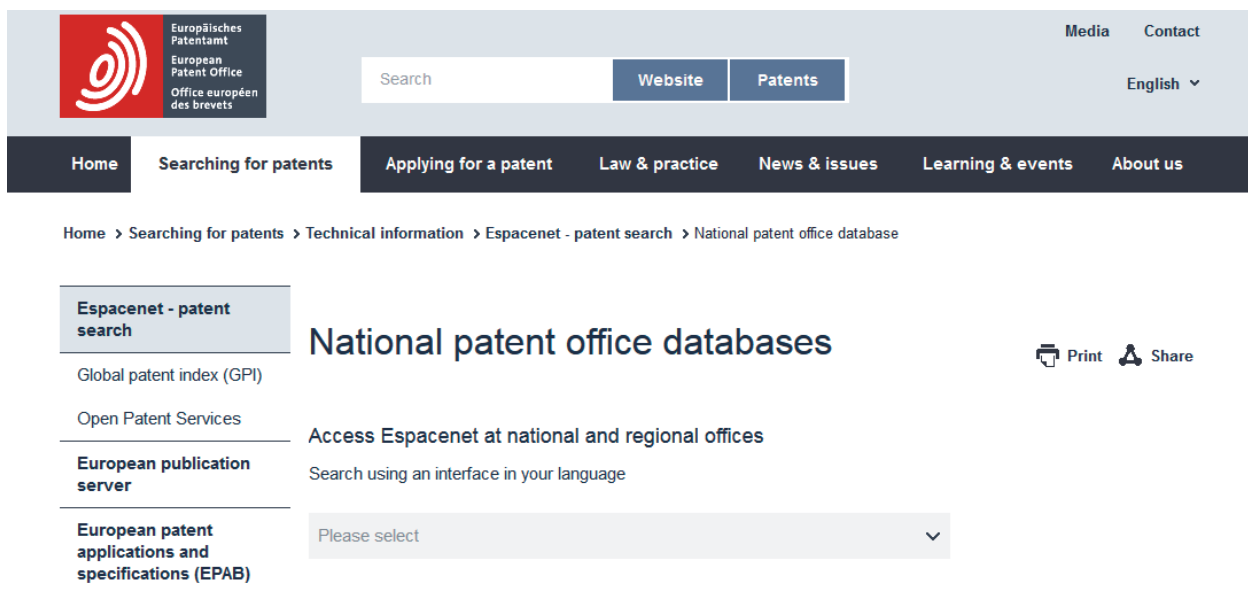 Europäisches
Patentamt
European
Patent Office
Office européen
des brevets
Search
Website
Patents
Media
Contact
English
Home
Searching for patents
Applying for a patent
Law & practice
News & issues
Learning & events
About us
Home > Searching for patents > Technical information > Espacenet - patent search > National patent office database
Espacenet - patent
search
Global patent index (GPI)
Open Patent Services
European publication
server
European patent
applications and
specifications (EPAB)
National patent office databases
Print
Share
Access Espacenet at national and regional offices
Search using an interface in your language
Please select